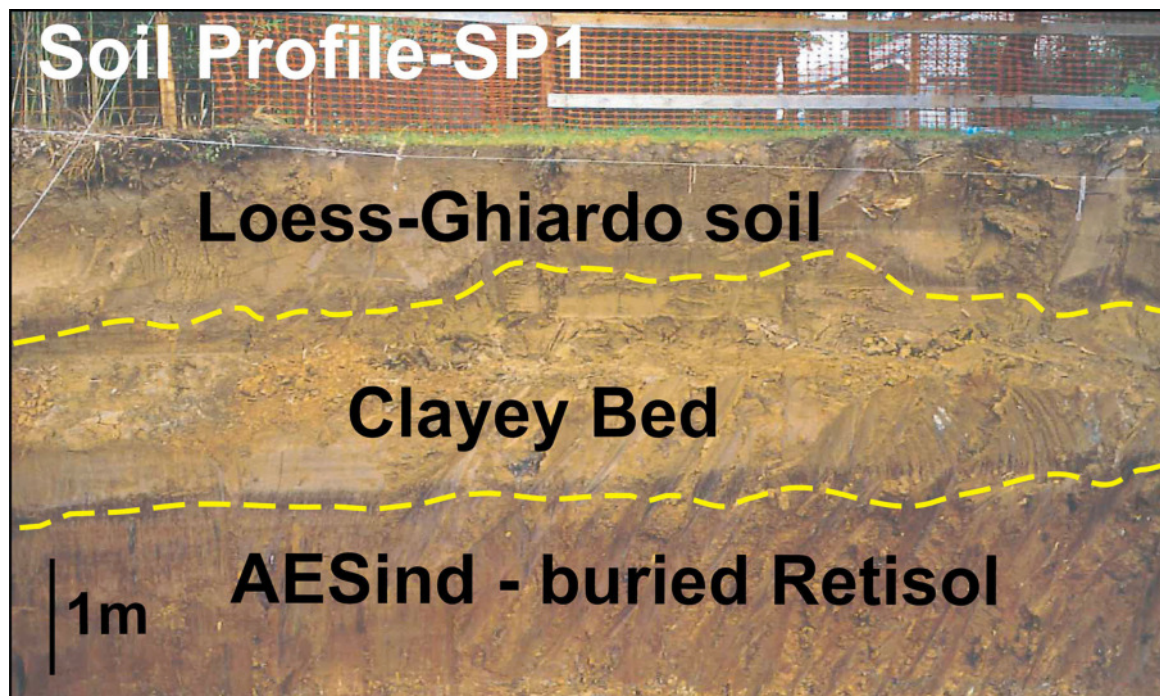 Soil Profile-SP1
Loess-Ghiardo soil
Clayey Bed
AESind - buried Retisol
1m